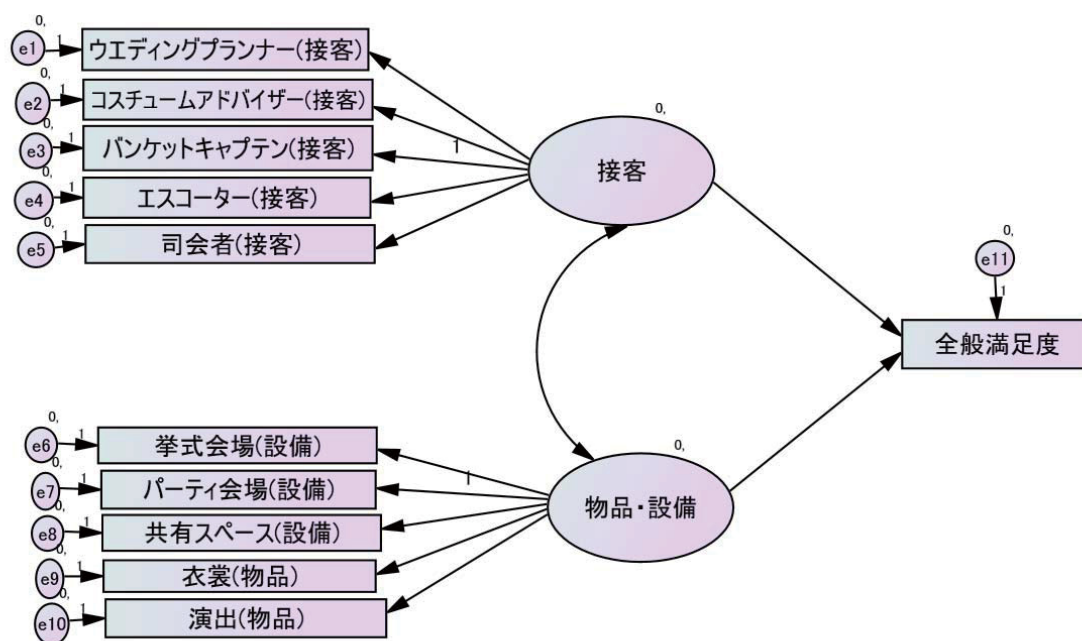 0,
e1
1
ウエディングプランナー(接客)
0,
e2
1
コスチュームアドバイザー(接客)
0,
e3
1
バンケットキャプテン(接客)
1
0,
e4
1
エスコーター(接客)
0,
e5
1
司会者(接客)
0,
接客
0,
e11
1
全般満足度
0,
e6
1
挙式会場(設備)
0,
e7
1
パーティ会場(設備)
1
0,
e8
1
共有スペース(設備)
0,
e9
1
衣裳(物品)
0,
e10
1
演出(物品)
0,
物品・設備